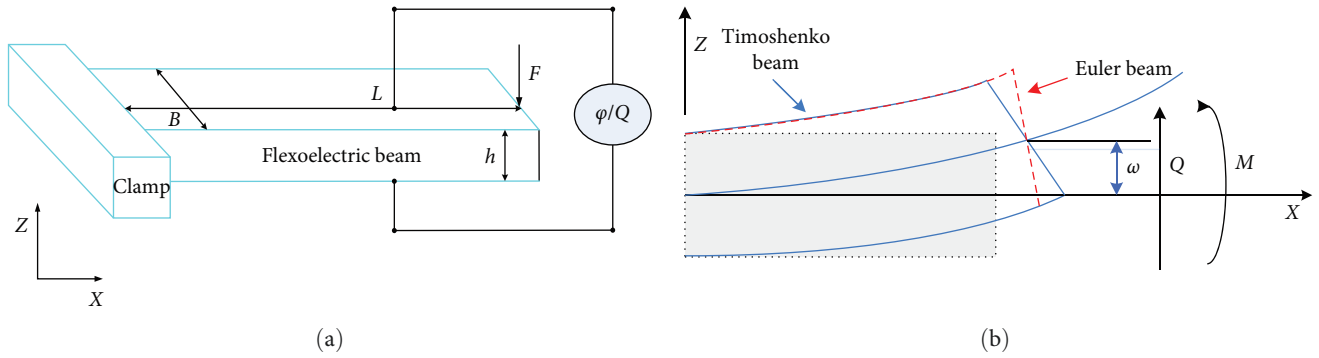 F
L
B
φ/Q
Flexoelectric beam
h
Clamp
Z
X
(a)
Z
Timoshenko
beam
Euler beam
ω
Q
M
X
(b)